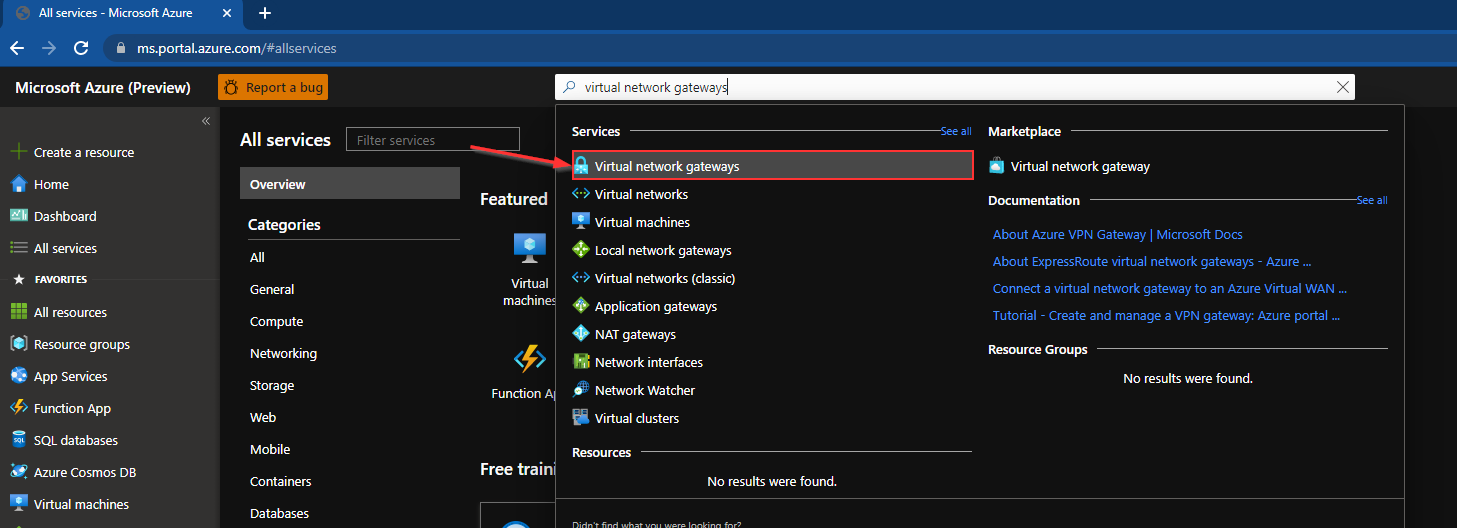 All services - Microsoft Azure
ms.portal.azure.com/#allservices
Microsoft Azure (Preview)
Report a bug
virtual network gateways
Create a resource
Home
Dashboard
All services
FAVORITES
All resources
Resource groups
App Services
Function App
SQL
SQL databases
Azure Cosmos DB
Virtual machines
All services
Filter services
Overview
Categories
All
General
Compute
Networking
Storage
Web
Mobile
Containers
Databases
Featured
Virtual
machines
Function Ap
Free traini
Services
See all
Virtual network gateways
Virtual networks
Virtual machines
Local network gateways
Virtual networks (classic)
Application gateways
NAT gateways
Network interfaces
Network Watcher
Virtual clusters
Resources
No results were found.
Didn't find what you were looking for?
Marketplace
Virtual network gateway
Documentation
See all
About Azure VPN Gateway | Microsoft Docs
About ExpressRoute virtual network gateways - Azure ...
Connect a virtual network gateway to an Azure Virtual WAN ...
Tutorial - Create and manage a VPN gateway: Azure portal ...
Resource Groups
No results were found.